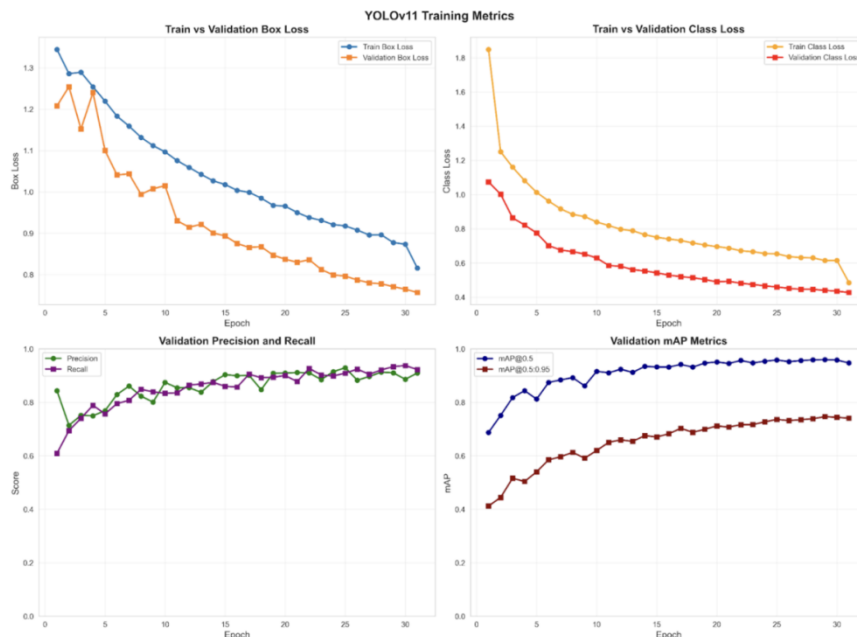 YOLOv11 Training Metrics
Train vs Validation Box Loss
Train Box Loss
Validation Box Loss
1.3
1.2
1.1
1.0
0.9
0.8
Box Loss
0 5 10 15 20 25 30
Epoch
Train vs Validation Class Loss
Train Class Loss
Validation Class Loss
1.8
1.6
1.4
1.2
1.0
0.8
0.6
0.4
Class Loss
0 5 10 15 20 25 30
Epoch
Validation Precision and Recall
Precision
Recall
1.0
0.8
0.6
0.4
0.2
0.0
Score
0 5 10 15 20 25 30
Epoch
Validation mAP Metrics
mAP@0.5
mAP@0.5:0.95
1.0
0.8
0.6
0.4
0.2
0.0
mAP
0 5 10 15 20 25 30
Epoch